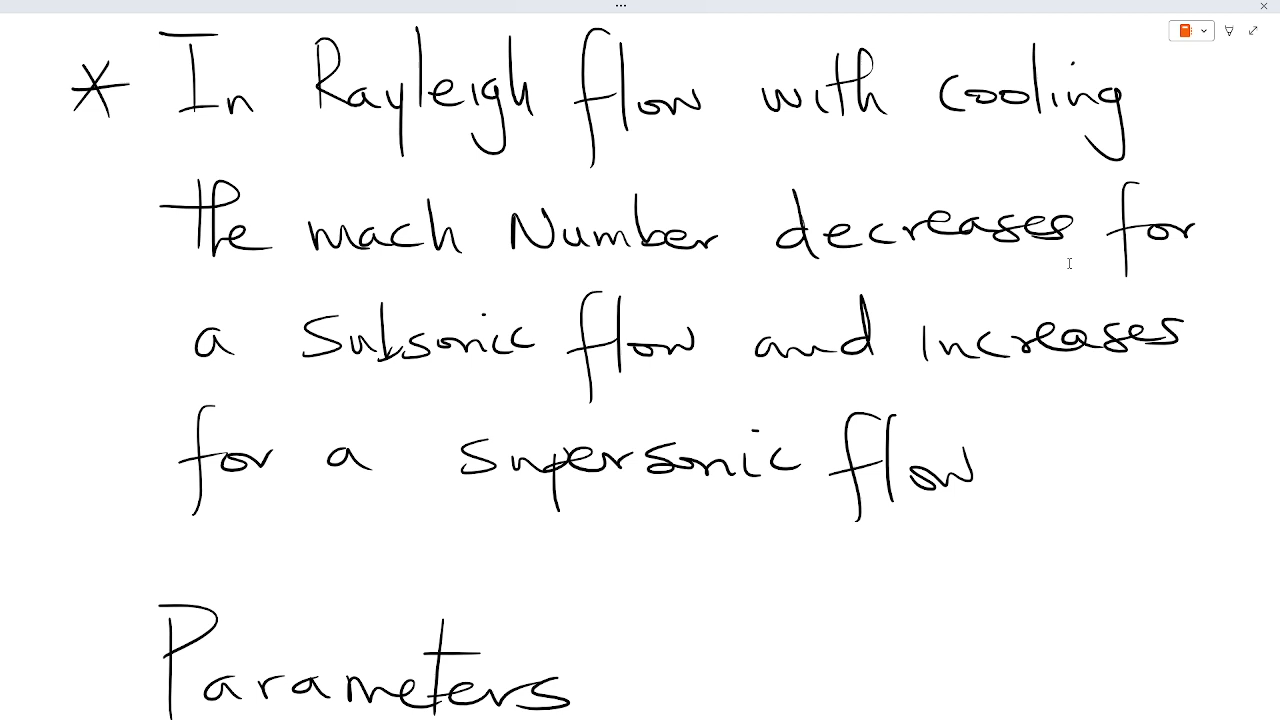 * In Rayleigh flow with cooling
the mach Number decreases for
a subsonic flow and increases
for a supersonic flow
Parameters